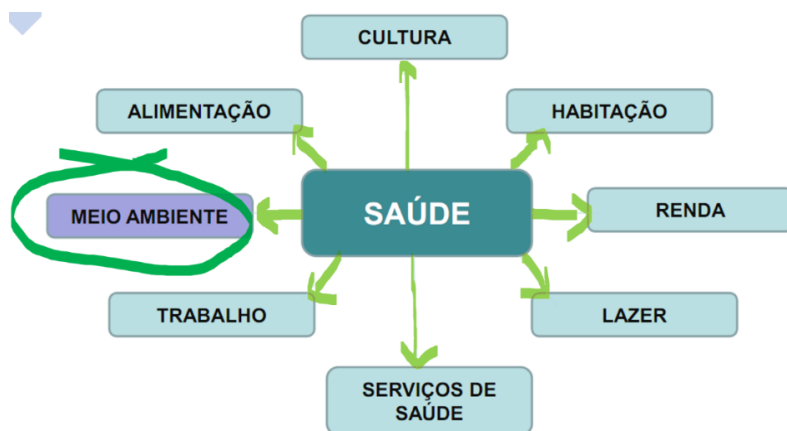 CULTURA
ALIMENTAÇÃO
HABITAÇÃO
MEIO AMBIENTE
SAÚDE
RENDA
TRABALHO
LAZER
SERVIÇOS DE
SAÚDE